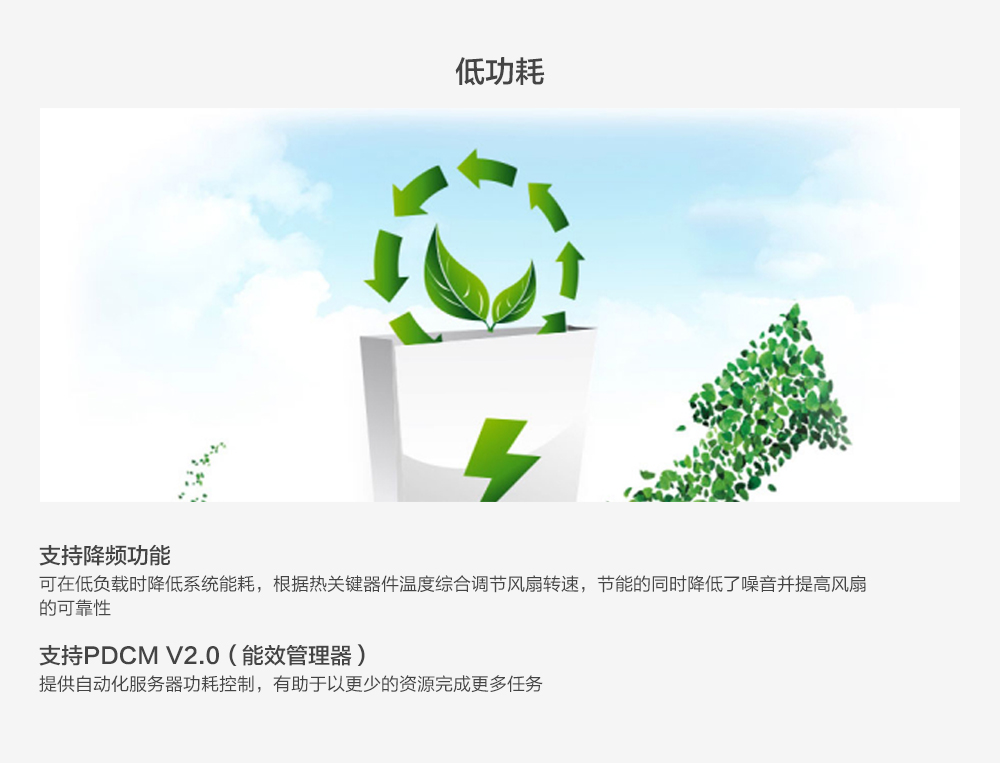 低功耗
支持降频功能
可在低负载时降低系统能耗，根据热关键器件温度综合调节风扇转速，节能的同时降低了噪音并提高风扇
的可靠性
支持PDCM V2.0（能效管理器）
提供自动化服务器功耗控制，有助于以更少的资源完成更多任务